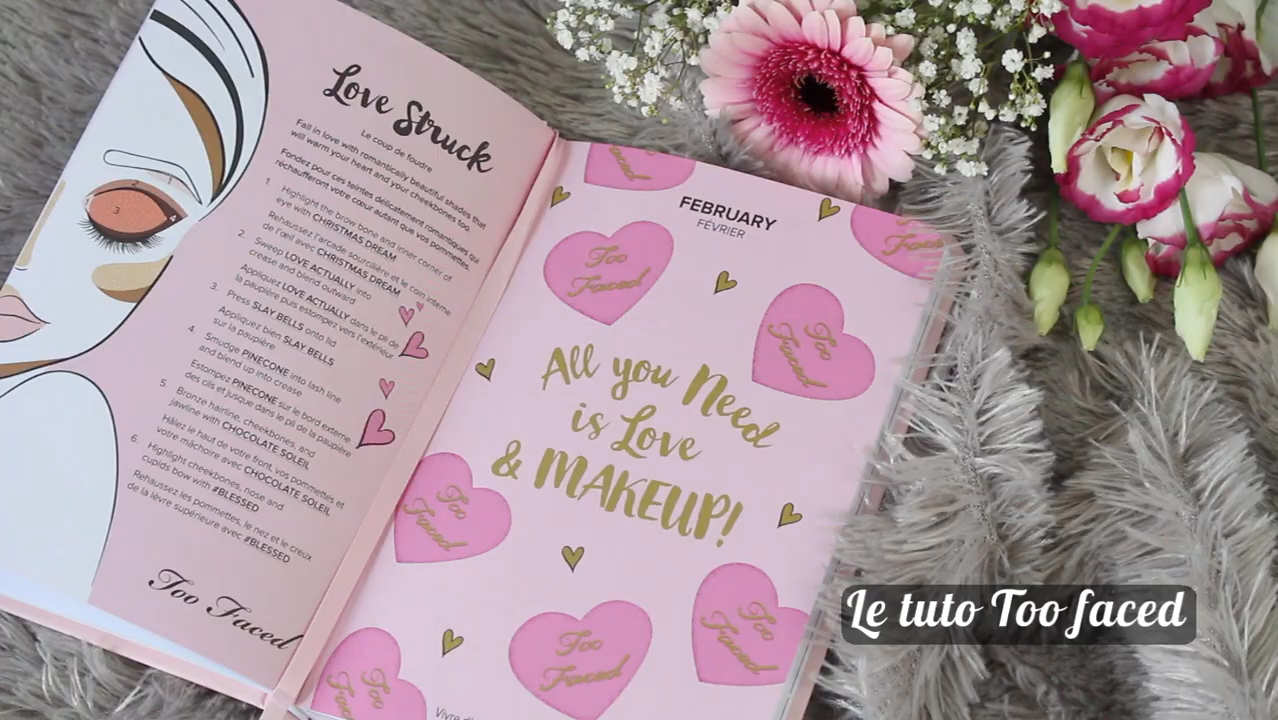 Love Struck
Le coup de foudre
Fall in love with romantically beautiful shades that
will warm your heart and your cheekbones too.
Fondez pour ces teintes délicatement romantiques qui
réchaufferont votre cœur autant que vos pommettes.
1. Highlight the brow bone and inner corner of
eye with CHRISTMAS DREAM
Rehaussez l'arcade sourcilière et le coin interne
de l'œil avec CHRISTMAS DREAM
2. Sweep LOVE ACTUALLY into
crease and blend outward
Appliquez LOVE ACTUALLY dans le pli de
la paupière puis estompez vers l'extérieur
3. Press SLAY BELLS onto lid
Appliquez bien SLAY BELLS
sur la paupière
4. Smudge PINECONE into lash line
and blend up into crease
Estompez PINECONE sur le bord externe
des cils et jusque dans le pli de la paupière
5. Bronze hairline, cheekbones, and
jawline with CHOCOLATE SOLEIL
Hâlez le haut de votre front, vos pommettes et
votre mâchoire avec CHOCOLATE SOLEIL
6. Highlight cheekbones, nose and
cupids bow with #BLESSED
Rehaussez les pommettes, le nez et le creux
de la lèvre supérieure avec #BLESSED
Too Faced
1
2
3
4
FEBRUARY
FÉVRIER
Too
Faced
Too
Faced
All you Need
is Love
& MAKEUP!
Too
Faced
Too
Faced
Too
Faced
Too
Faced
Le tuto Too faced